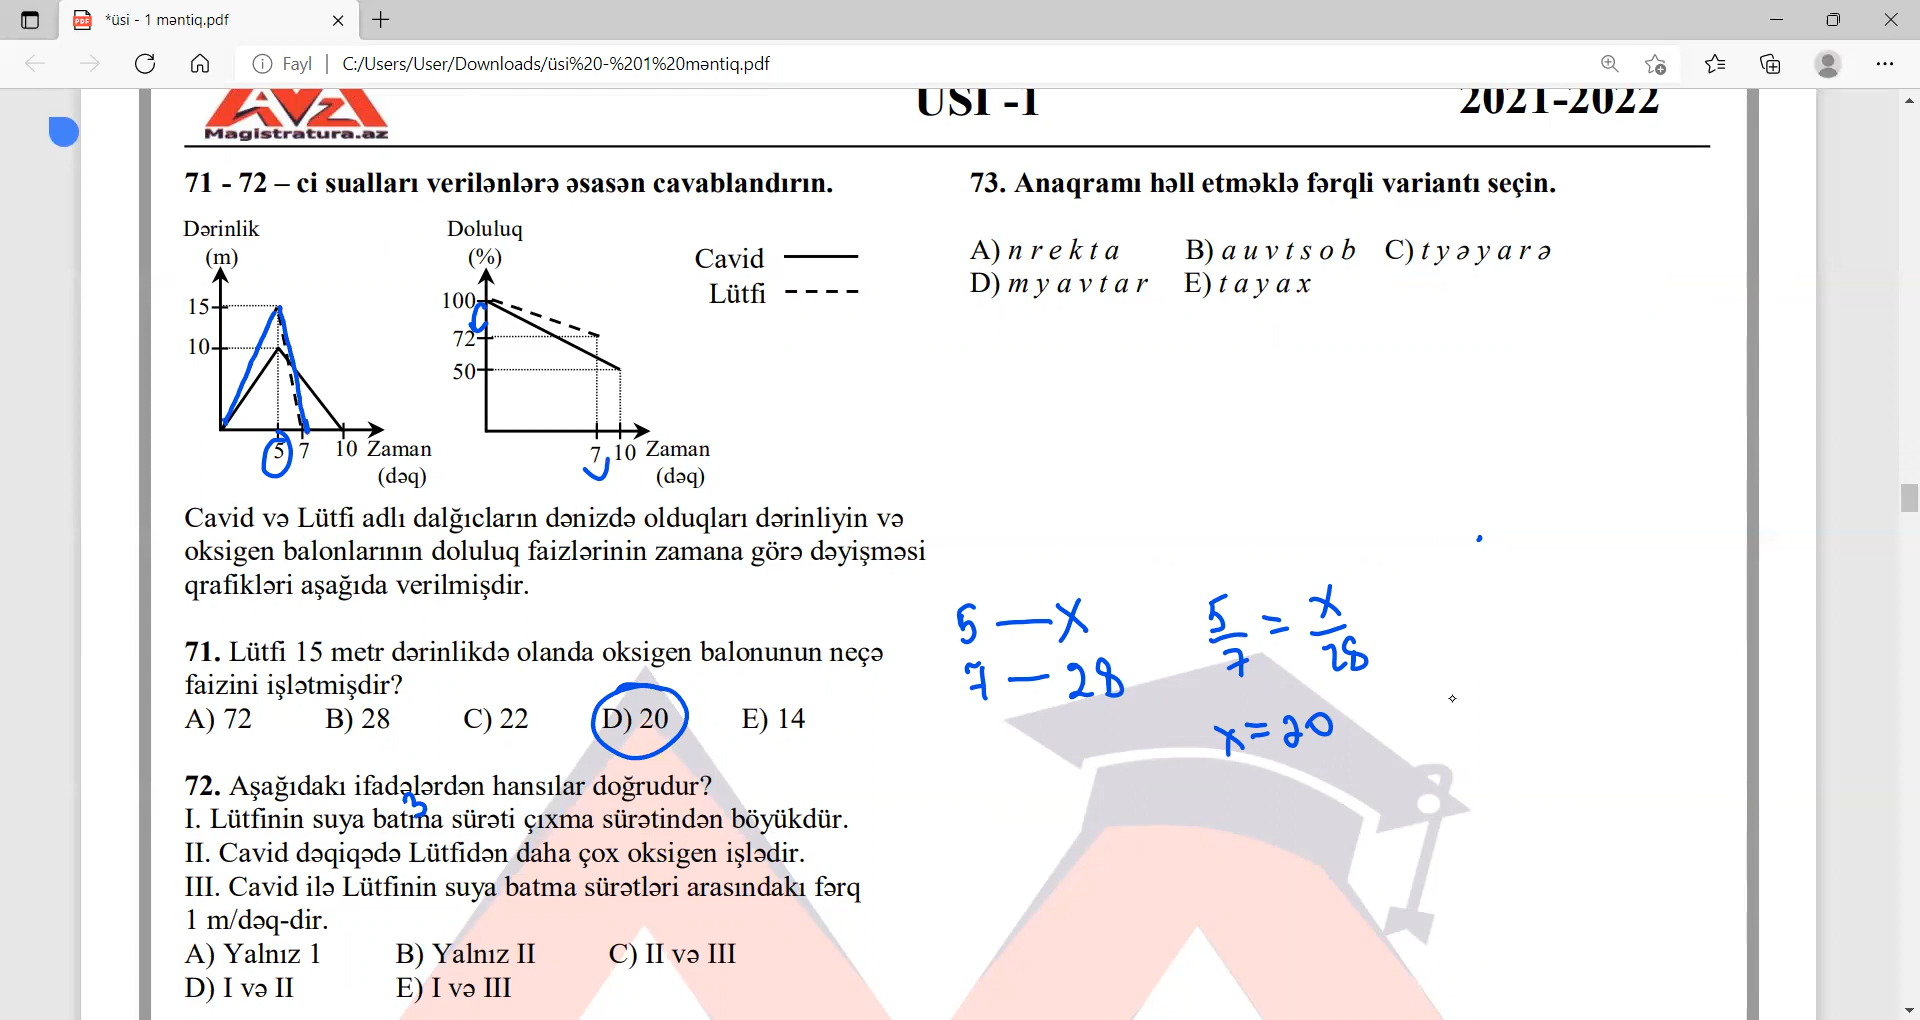 *üsi - 1 məntiq.pdf
Fayl | C:/Users/User/Downloads/üsi%20-%201%20məntiq.pdf
AVZ
Magistratura.az
USI -1
2021-2022
71 - 72 – ci sualları verilənlərə əsasən cavablandırın.
Dərinlik
(m)
15
10
5 7 10 Zaman
(dəq)
Doluluq
(%)
100
72
50
7 10 Zaman
(dəq)
Cavid
Lütfi
Cavid və Lütfi adlı dalğıcların dənizdə olduqları dərinliyin və
oksigen balonlarının doluluq faizlərinin zamana görə dəyişməsi
qrafikləri aşağıda verilmişdir.
71. Lütfi 15 metr dərinlikdə olanda oksigen balonunun neçə
faizini işlətmişdir?
A) 72 B) 28 C) 22 D) 20 E) 14
72. Aşağıdakı ifadələrdən hansılar doğrudur?
3
I. Lütfinin suya batma sürəti çıxma sürətindən böyükdür.
II. Cavid dəqiqədə Lütfidən daha çox oksigen işlədir.
III. Cavid ilə Lütfinin suya batma sürətləri arasındakı fərq
1 m/dəq-dir.
A) Yalnız 1 B) Yalnız II C) II və III
D) I və II E) I və III
73. Anaqramı həll etməklə fərqli variantı seçin.
A) n r e k t a B) a u v t s o b C) t y ə y a r ə
D) m y a v t a r E) t a y a x
5 — x
7 — 28
5/7 = x/28
x = 20